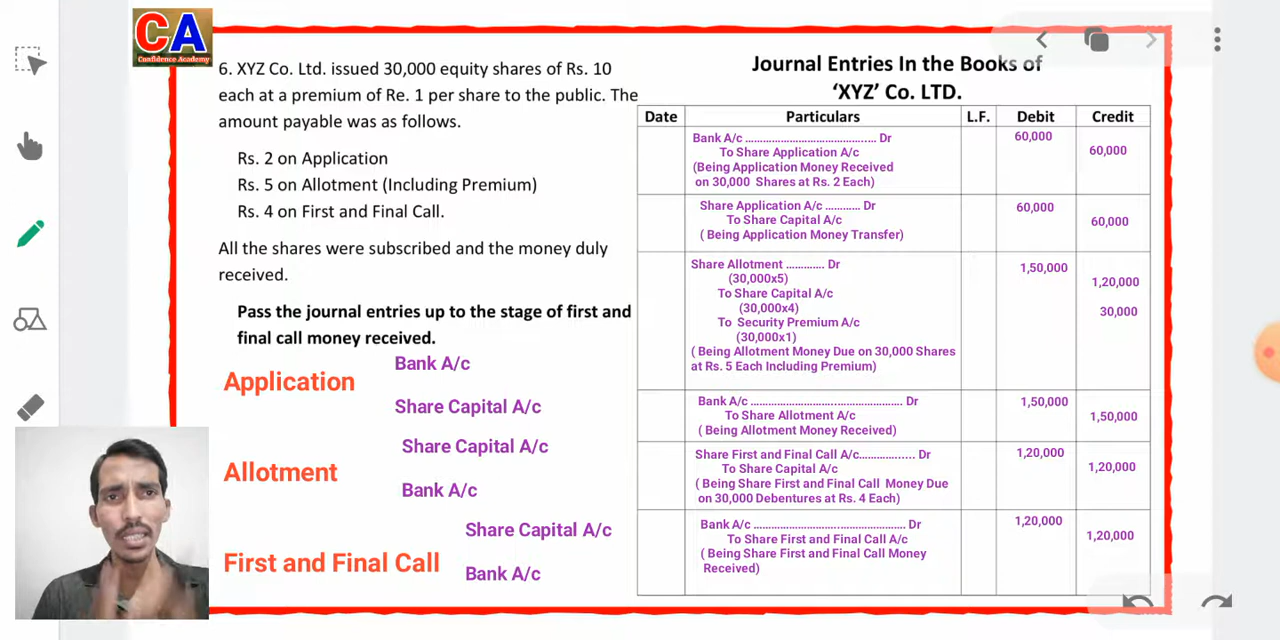 CA
Confidence Academy
6. XYZ Co. Ltd. issued 30,000 equity shares of Rs. 10
each at a premium of Re. 1 per share to the public. The
amount payable was as follows.
Rs. 2 on Application
Rs. 5 on Allotment (Including Premium)
Rs. 4 on First and Final Call.
All the shares were subscribed and the money duly
received.
Pass the journal entries up to the stage of first and
final call money received.
Application
Bank A/c
Share Capital A/c
Allotment
Share Capital A/c
Bank A/c
First and Final Call
Share Capital A/c
Bank A/c
Journal Entries In the Books of
‘XYZ’ Co. LTD.
Date Particulars L.F. Debit Credit
Bank A/c ........................................ Dr 60,000
To Share Application A/c 60,000
(Being Application Money Received
on 30,000 Shares at Rs. 2 Each)
Share Application A/c ............ Dr 60,000
To Share Capital A/c 60,000
( Being Application Money Transfer)
Share Allotment ............. Dr 1,50,000
(30,000x5)
To Share Capital A/c 1,20,000
(30,000x4)
To Security Premium A/c 30,000
(30,000x1)
( Being Allotment Money Due on 30,000 Shares
at Rs. 5 Each Including Premium)
Bank A/c ............................................... Dr 1,50,000
To Share Allotment A/c 1,50,000
( Being Allotment Money Received)
Share First and Final Call A/c.................. Dr 1,20,000
To Share Capital A/c 1,20,000
( Being Share First and Final Call Money Due
on 30,000 Debentures at Rs. 4 Each)
Bank A/c ............................................... Dr 1,20,000
To Share First and Final Call A/c 1,20,000
( Being Share First and Final Call Money
Received)